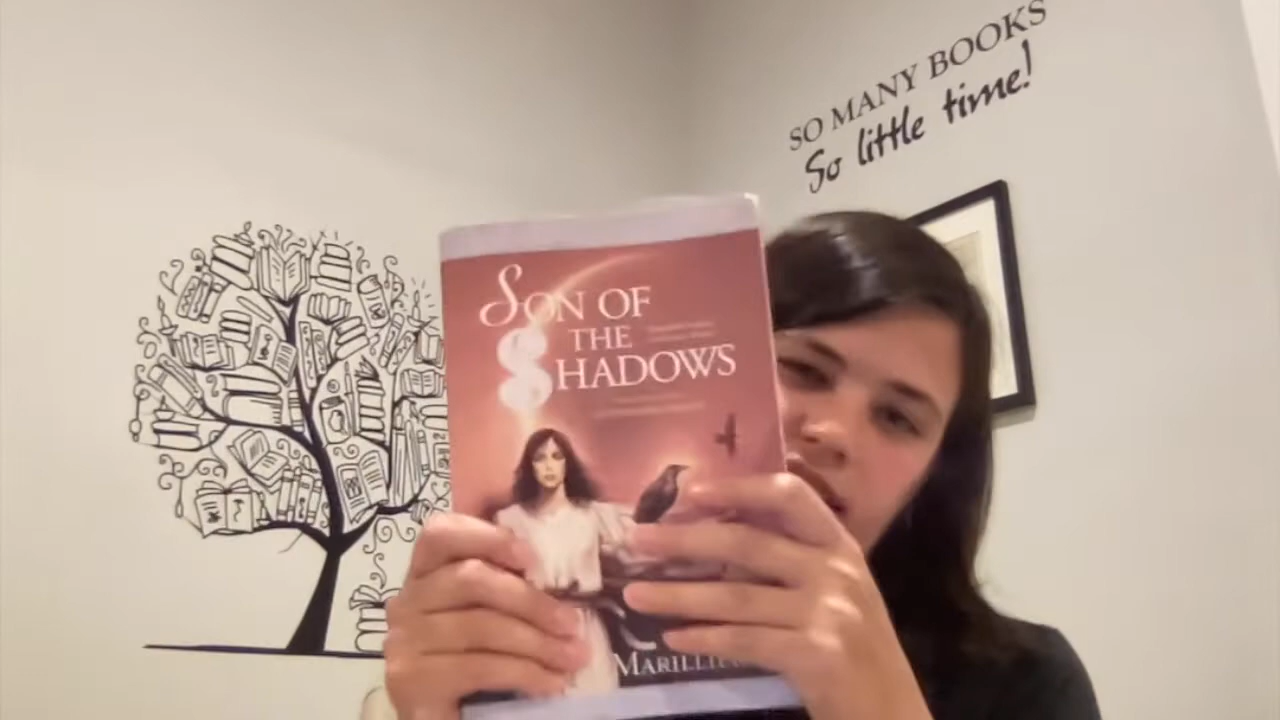 SO MANY BOOKS
So little time!
SON OF
THE
SHADOWS
MARILLIE